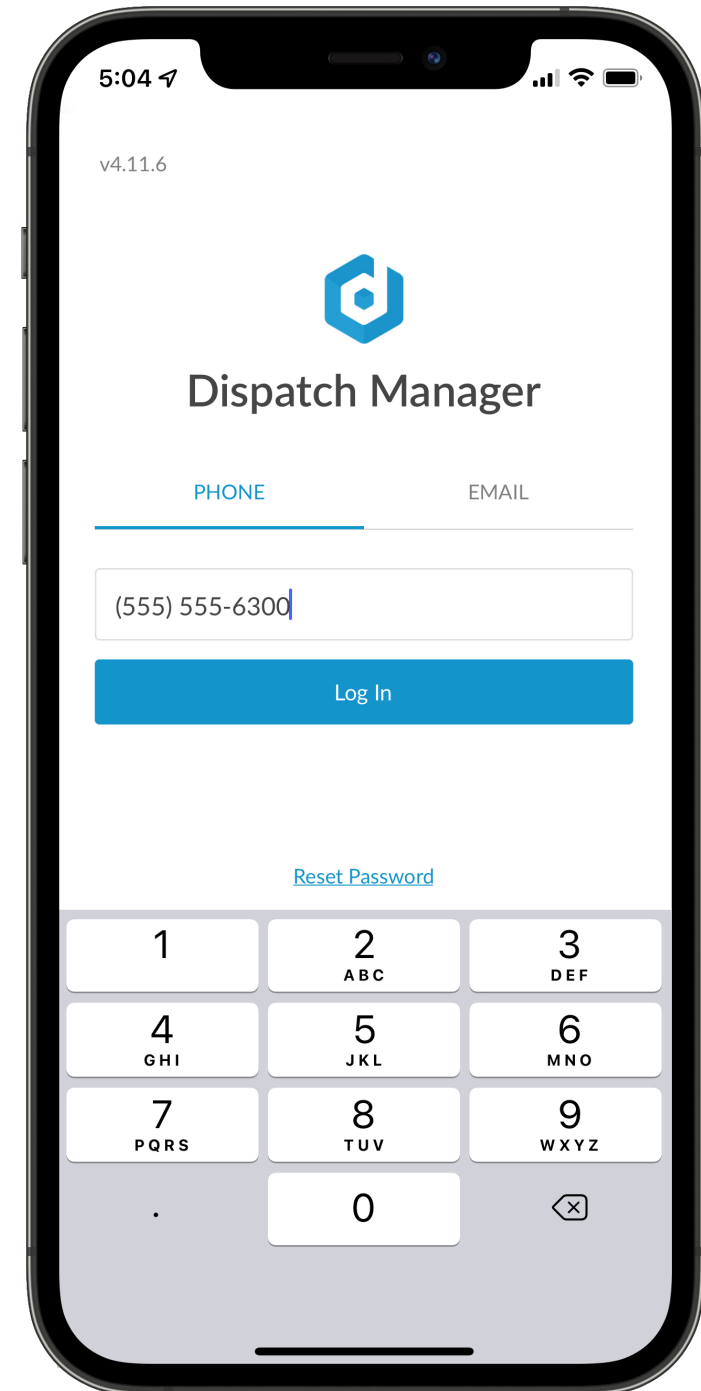 5:04
v4.11.6
Dispatch Manager
PHONE EMAIL
(555) 555-6300
Log In
Reset Password
1 2 3
ABC DEF
4 5 6
GHI JKL MNO
7 8 9
PQRS TUV WXYZ
. 0